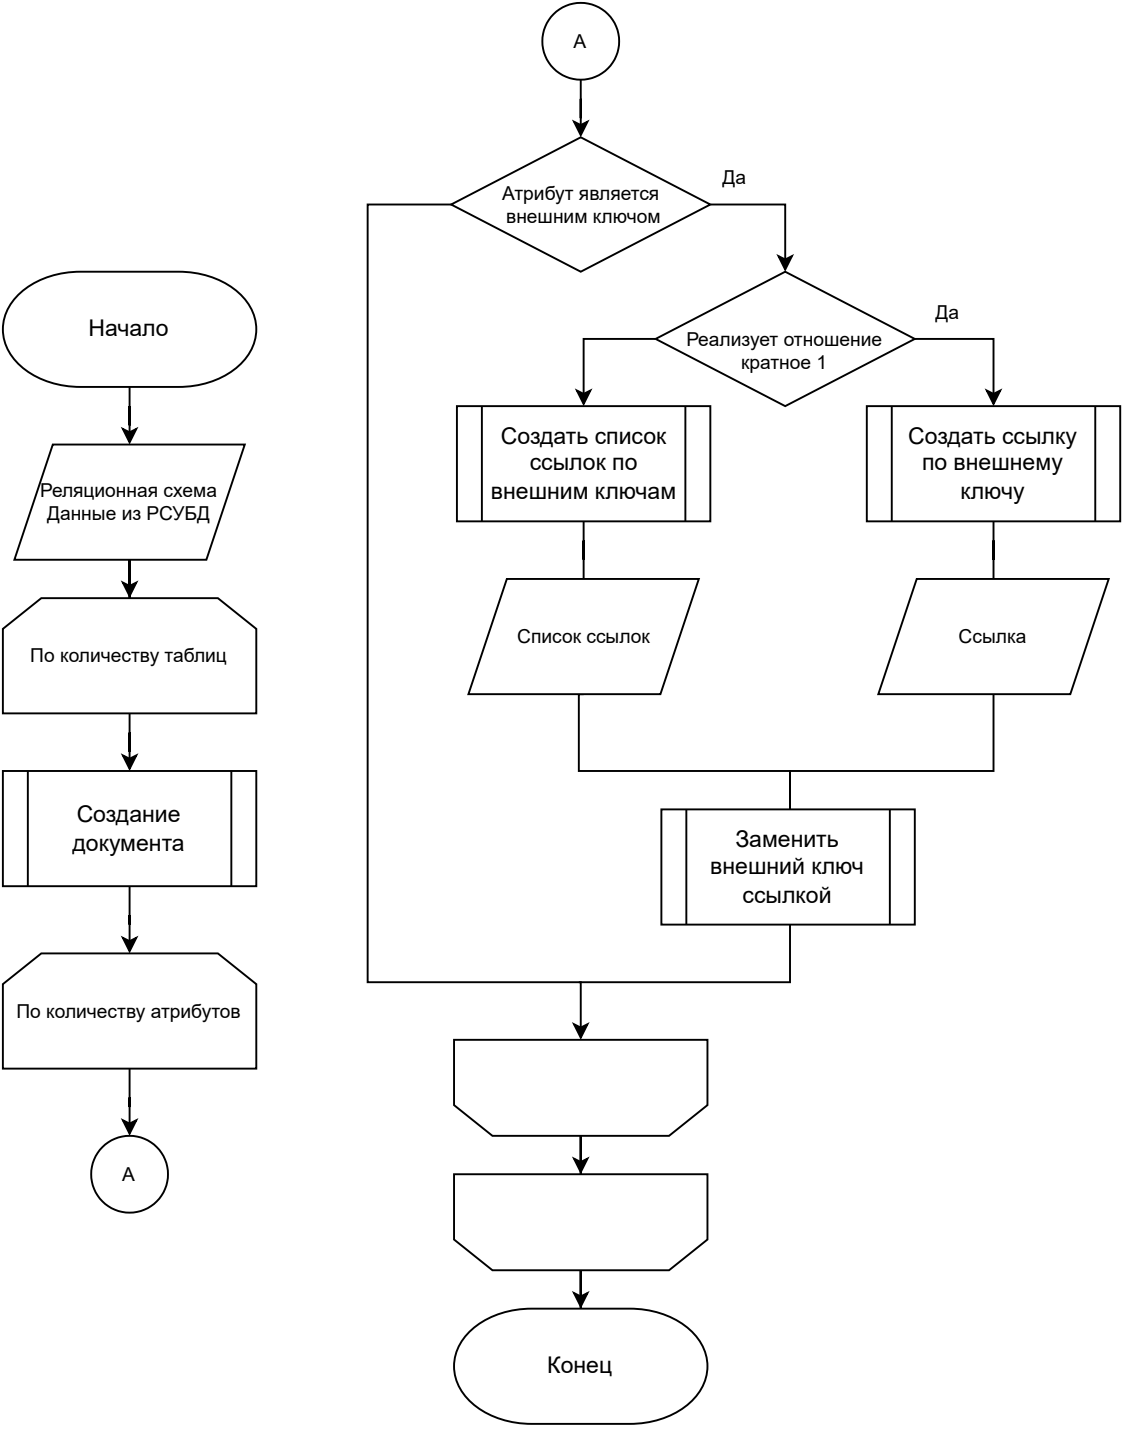 Начало
Реляционная схема
Данные из РСУБД
По количеству таблиц
Создание
документа
По количеству атрибутов
А
А
Атрибут является
внешним ключом
Да
Реализует отношение
кратное 1
Да
Создать список
ссылок по
внешним ключам
Создать ссылку
по внешнему
ключу
Список ссылок
Ссылка
Заменить
внешний ключ
ссылкой
Конец